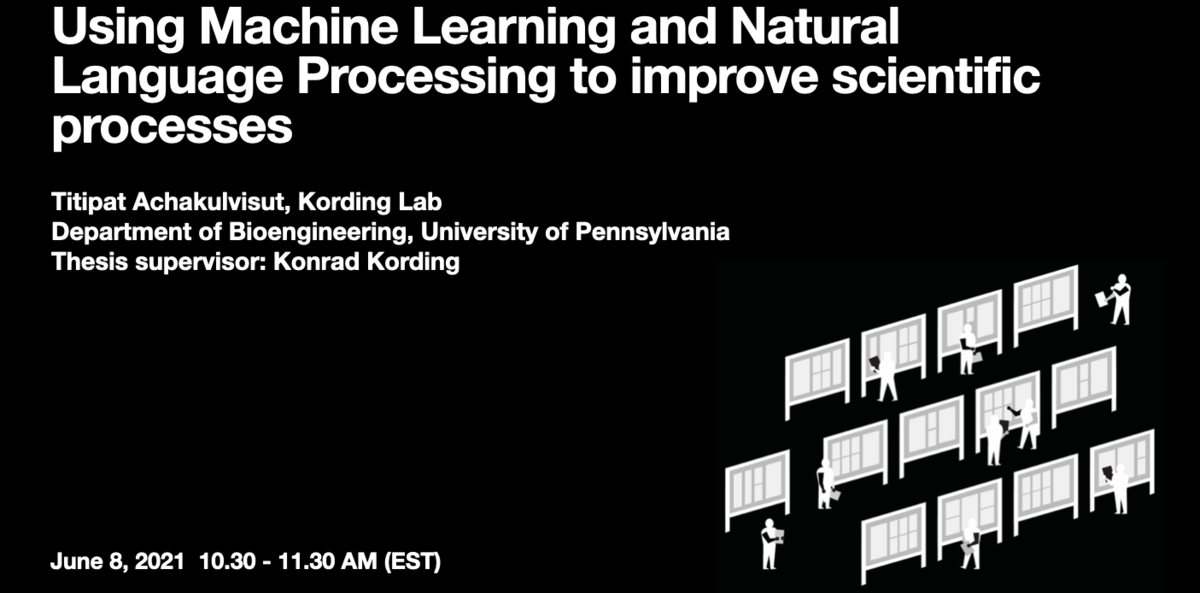 Using Machine Learning and Natural
Language Processing to improve scientific
processes
Titipat Achakulvisut, Kording Lab
Department of Bioengineering, University of Pennsylvania
Thesis supervisor: Konrad Kording
June 8, 2021 10.30 - 11.30 AM (EST)